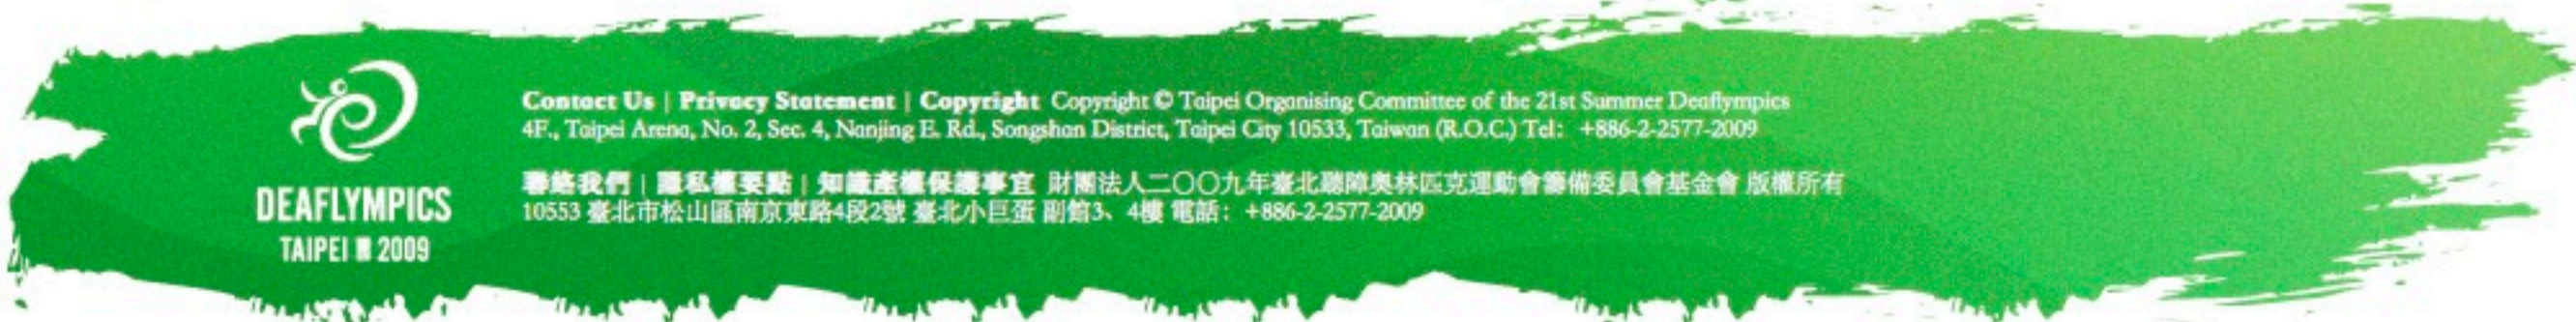 DEAFLYMPICS
TAIPEI 2009
Contact Us | Privacy Statement | Copyright Copyright © Taipei Organising Committee of the 21st Summer Deaflympics
4F., Taipei Arena, No. 2, Sec. 4, Nanjing E. Rd., Songshan District, Taipei City 10533, Taiwan (R.O.C.) Tel: +886-2-2577-2009
聯絡我們 | 隱私權要點 | 知識產權保護事宜 財團法人二〇〇九年臺北聽障奧林匹克運動會籌備委員會基金會 版權所有
10553 臺北市松山區南京東路4段2號 臺北小巨蛋 副館3、4樓 電話: +886-2-2577-2009